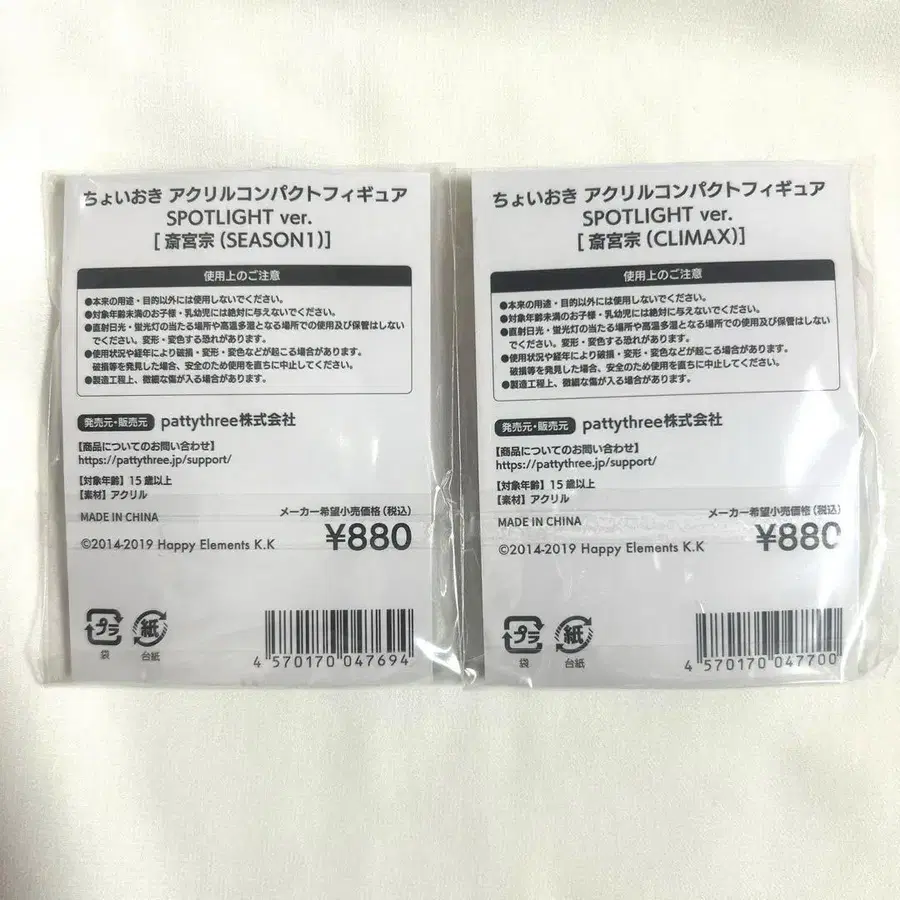 ちょいおき アクリルコンパクトフィギュア
SPOTLIGHT ver.
[ 斎宮宗 (SEASON1)]
使用上のご注意
●本来の用途・目的以外には使用しないでください。
●対象年齢未満のお子様・乳幼児には絶対に与えないでください。
●直射日光・蛍光灯の当たる場所や高温多湿となる場所での使用及び保管はしない
でください。変形・変色する恐れがあります。
●使用状況や経年により破損・変形・変色などが起こる場合があります。
破損等を発見した場合、安全のため使用を直ちに中止してください。
●製造工程上、微細な傷が入る場合があります。
発売元・販売元 pattythree株式会社
【商品についてのお問い合わせ】
https://pattythree.jp/support/
【対象年齢】15歳以上
【素材】アクリル
MADE IN CHINA
メーカー希望小売価格(税込)
¥880
©2014-2019 Happy Elements K.K
プラ
袋
紙
台紙
4 570170 047694
ちょいおき アクリルコンパクトフィギュア
SPOTLIGHT ver.
[ 斎宮宗 (CLIMAX)]
使用上のご注意
●本来の用途・目的以外には使用しないでください。
●対象年齢未満のお子様・乳幼児には絶対に与えないでください。
●直射日光・蛍光灯の当たる場所や高温多湿となる場所での使用及び保管はしない
でください。変形・変色する恐れがあります。
●使用状況や経年により破損・変形・変色などが起こる場合があります。
破損等を発見した場合、安全のため使用を直ちに中止してください。
●製造工程上、微細な傷が入る場合があります。
発売元・販売元 pattythree株式会社
【商品についてのお問い合わせ】
https://pattythree.jp/support/
【対象年齢】15歳以上
【素材】アクリル
MADE IN CHINA
メーカー希望小売価格(税込)
¥880
©2014-2019 Happy Elements K.K
プラ
袋
紙
台紙
4 570170 047700